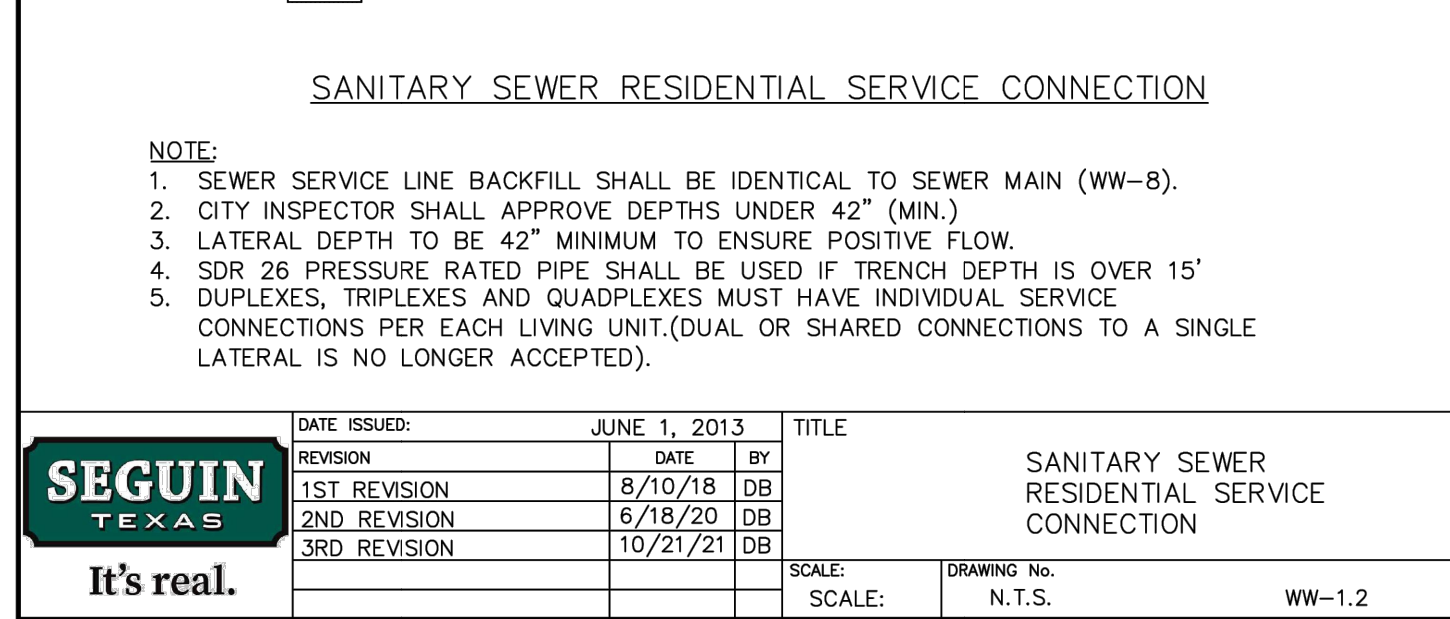 SANITARY SEWER RESIDENTIAL SERVICE CONNECTION
NOTE:
1. SEWER SERVICE LINE BACKFILL SHALL BE IDENTICAL TO SEWER MAIN (WW-8).
2. CITY INSPECTOR SHALL APPROVE DEPTHS UNDER 42" (MIN.)
3. LATERAL DEPTH TO BE 42" MINIMUM TO ENSURE POSITIVE FLOW.
4. SDR 26 PRESSURE RATED PIPE SHALL BE USED IF TRENCH DEPTH IS OVER 15'
5. DUPLEXES, TRIPLEXES AND QUADPLEXES MUST HAVE INDIVIDUAL SERVICE
CONNECTIONS PER EACH LIVING UNIT.(DUAL OR SHARED CONNECTIONS TO A SINGLE
LATERAL IS NO LONGER ACCEPTED).
SEGUIN
TEXAS
It's real.
DATE ISSUED: JUNE 1, 2013
REVISION DATE BY
1ST REVISION 8/10/18 DB
2ND REVISION 6/18/20 DB
3RD REVISION 10/21/21 DB
TITLE
SANITARY SEWER
RESIDENTIAL SERVICE
CONNECTION
SCALE: DRAWING No.
SCALE: N.T.S. WW-1.2